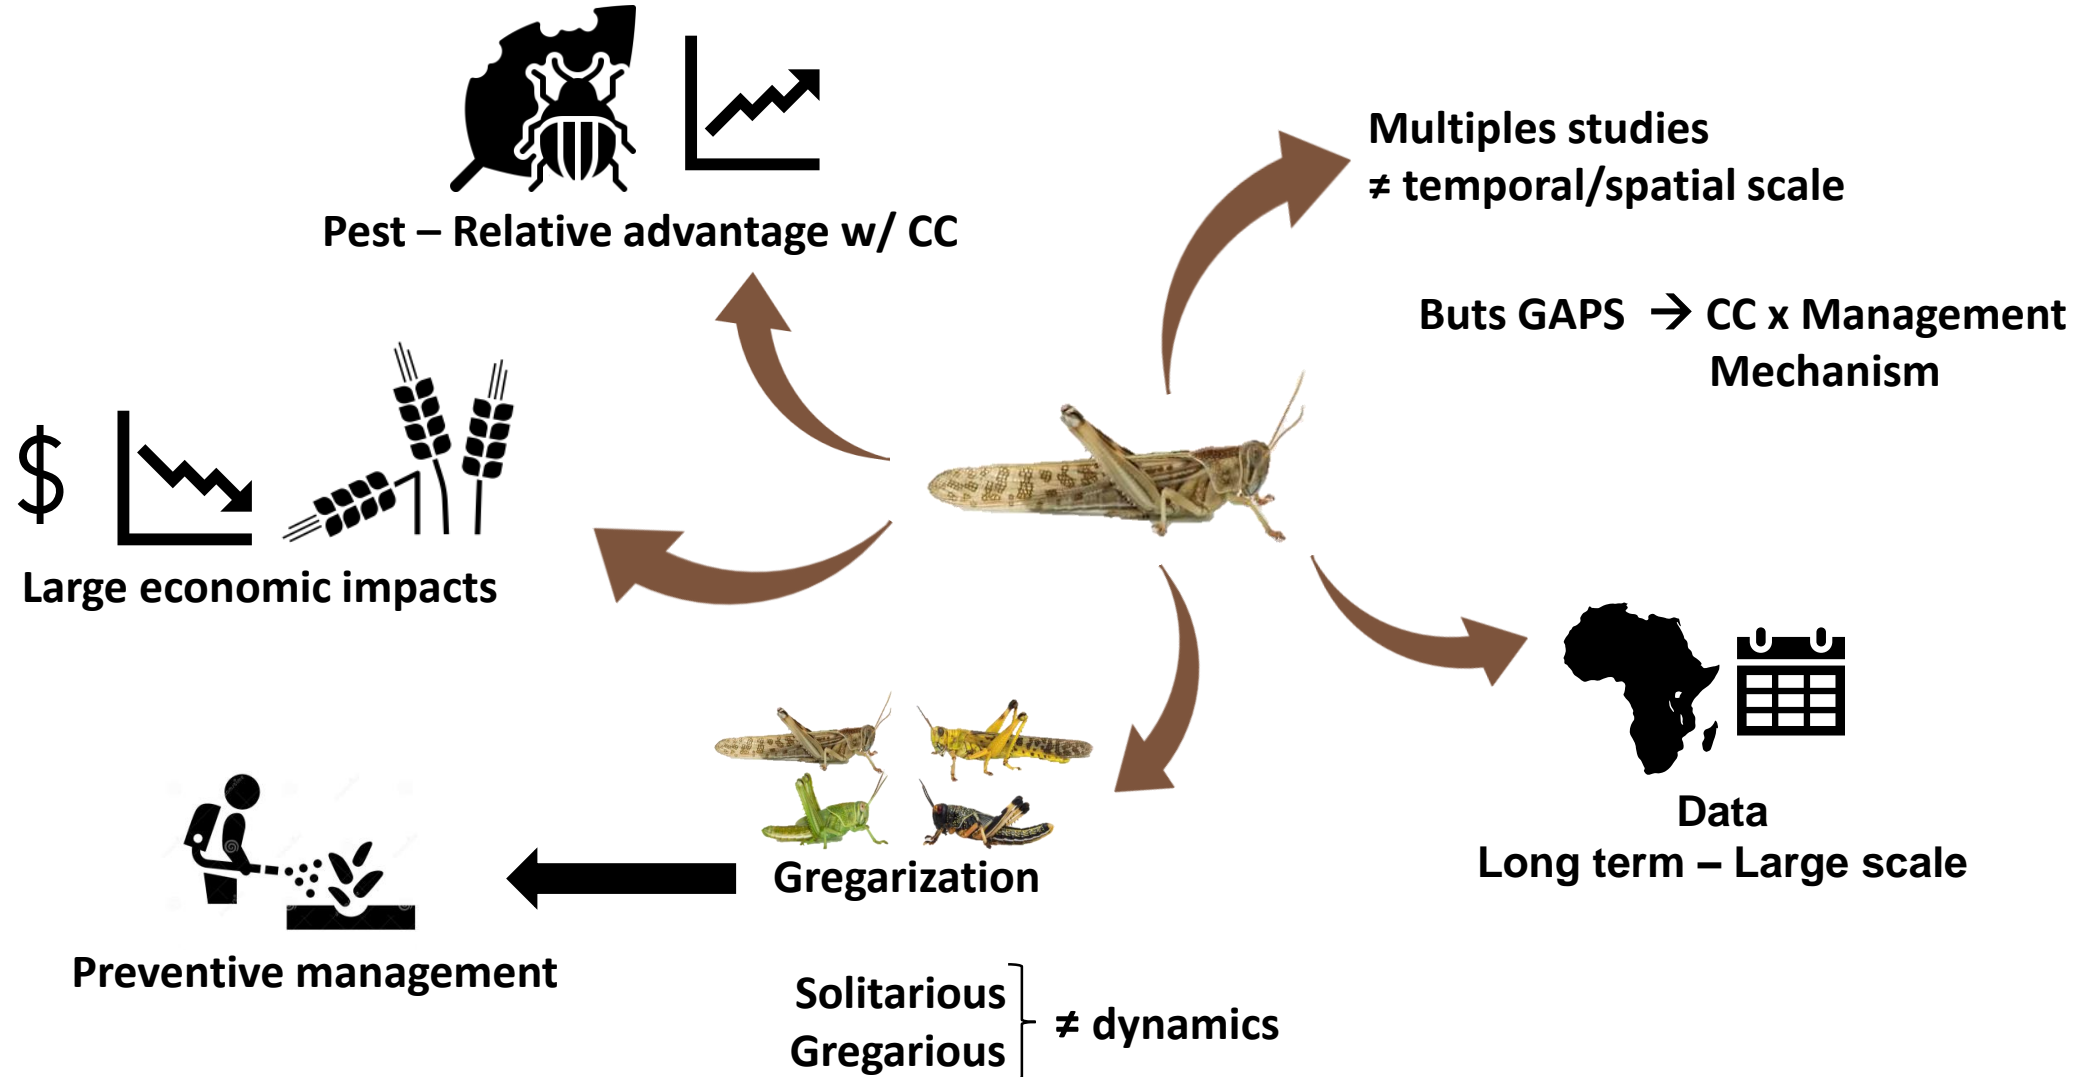 Pest – Relative advantage w/ CC
Multiples studies
≠ temporal/spatial scale
Buts GAPS → CC x Management
Mechanism
$
Large economic impacts
Data
Long term – Large scale
Gregarization
Preventive management
Solitarious
Gregarious
≠ dynamics